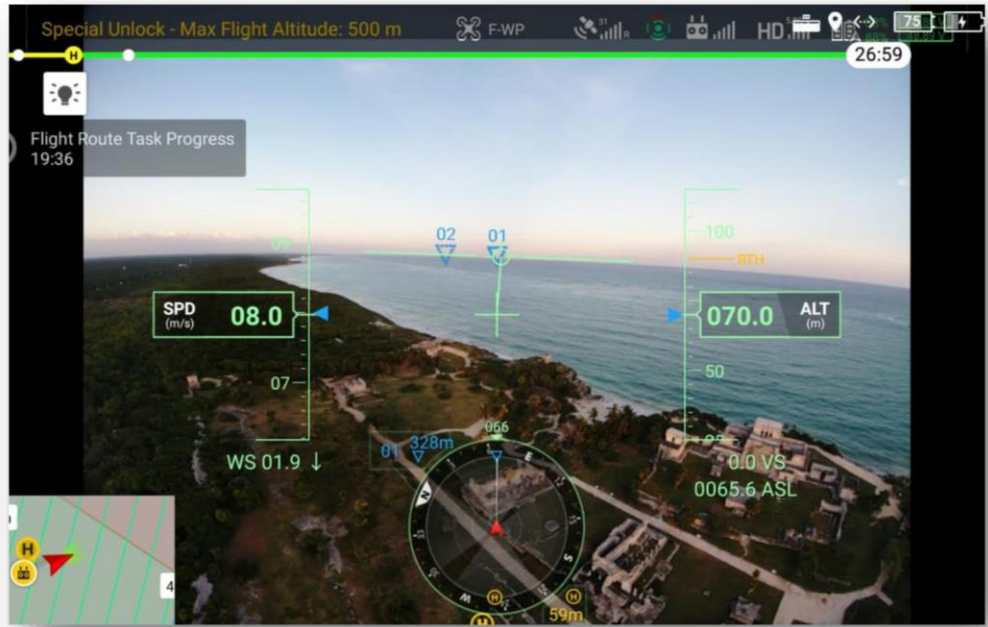 Special Unlock - Max Flight Altitude: 500 m
F-WP
31
R
HD
75
26:59
Flight Route Task Progress
19:36
02
01
100
RTH
SPD
(m/s)
08.0
070.0
ALT
(m)
07
50
066
01
328m
WS 01.9 ↓
0.0 VS
0065.6 ASL
N
E
S
W
H
59m
H
H
H
4